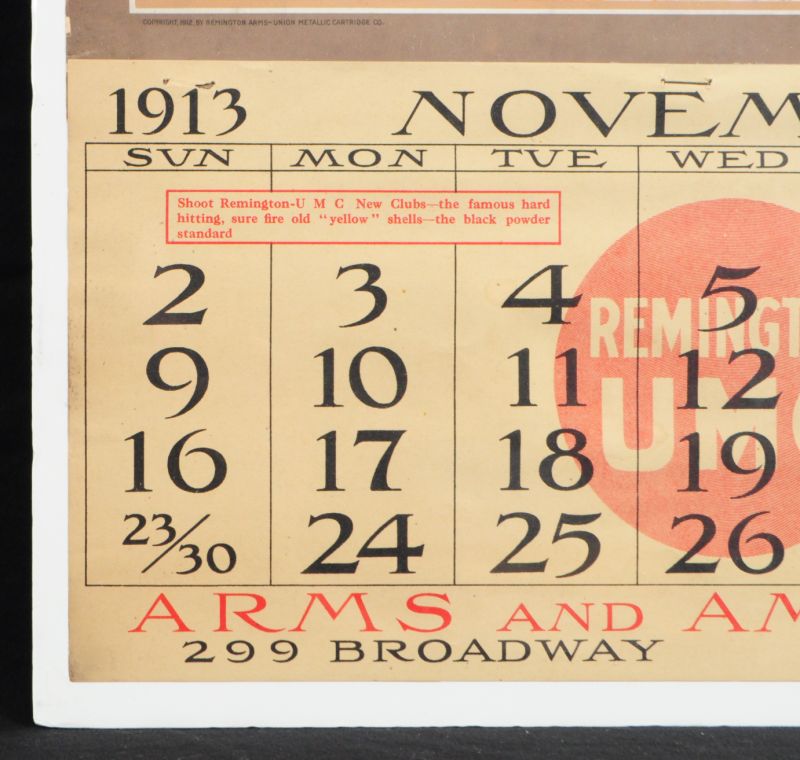 COPYRIGHT, 1912, BY REMINGTON ARMS-UNION METALLIC CARTRIDGE CO.
1913 NOVEM
SUN MON TUE WED
Shoot Remington-U M C New Clubs—the famous hard
hitting, sure fire old "yellow" shells—the black powder
standard
2 3 4 5
REMINGT
9 10 11 12
UMC
16 17 18 19
23/30 24 25 26
ARMS AND AM
299 BROADWAY